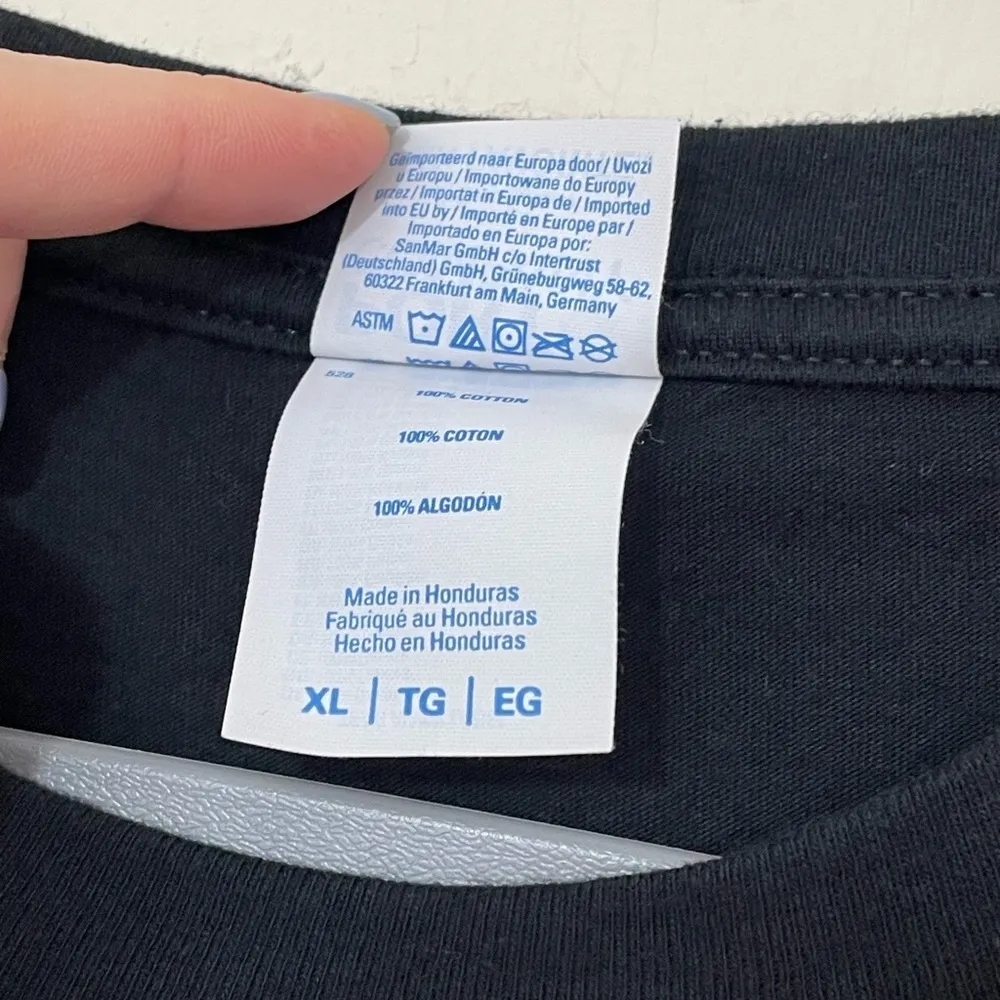 Geïmporteerd naar Europa door / Uvozi
u Europu / Importowane do Europy
przez / Importat in Europa de / Imported
into EU by / Importé en Europe par /
Importado en Europa por:
SanMar GmbH c/o Intertrust
(Deutschland) GmbH, Grüneburgweg 58-62,
60322 Frankfurt am Main, Germany
ASTM
528
100% COTTON
100% COTON
100% ALGODÓN
Made in Honduras
Fabriqué au Honduras
Hecho en Honduras
XL | TG | EG